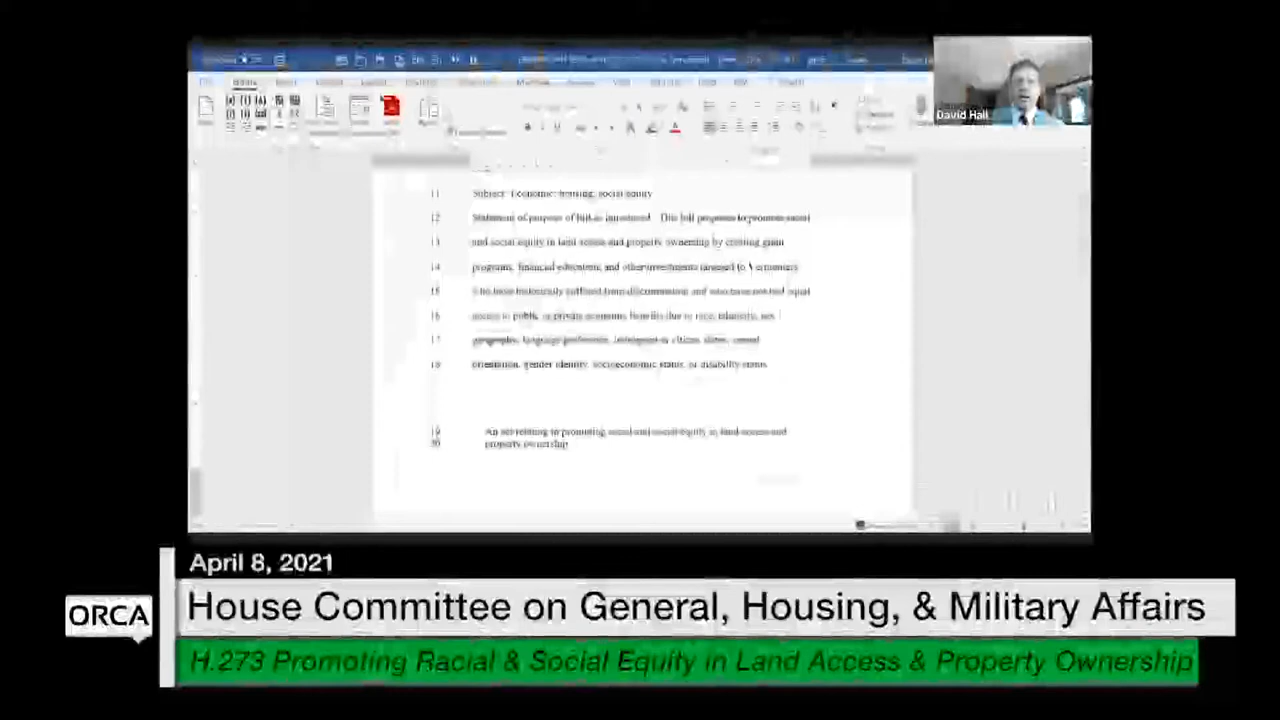 David Hall
11 Subject: Economic; housing; social equity
12 Statement of purpose of bill as introduced: This bill proposes to promote racial
13 and social equity in land access and property ownership by creating grant
14 programs, financial education, and other investments targeted to Vermonters
15 who have historically suffered from discrimination and who have not had equal
16 access to public or private economic benefits due to race, ethnicity, sex,
17 geography, language preference, immigrant or citizen status, sexual
18 orientation, gender identity, socioeconomic status, or disability status.
19 An act relating to promoting racial and social equity in land access and
20 property ownership
April 8, 2021
ORCA
House Committee on General, Housing, & Military Affairs
H.273 Promoting Racial & Social Equity in Land Access & Property Ownership